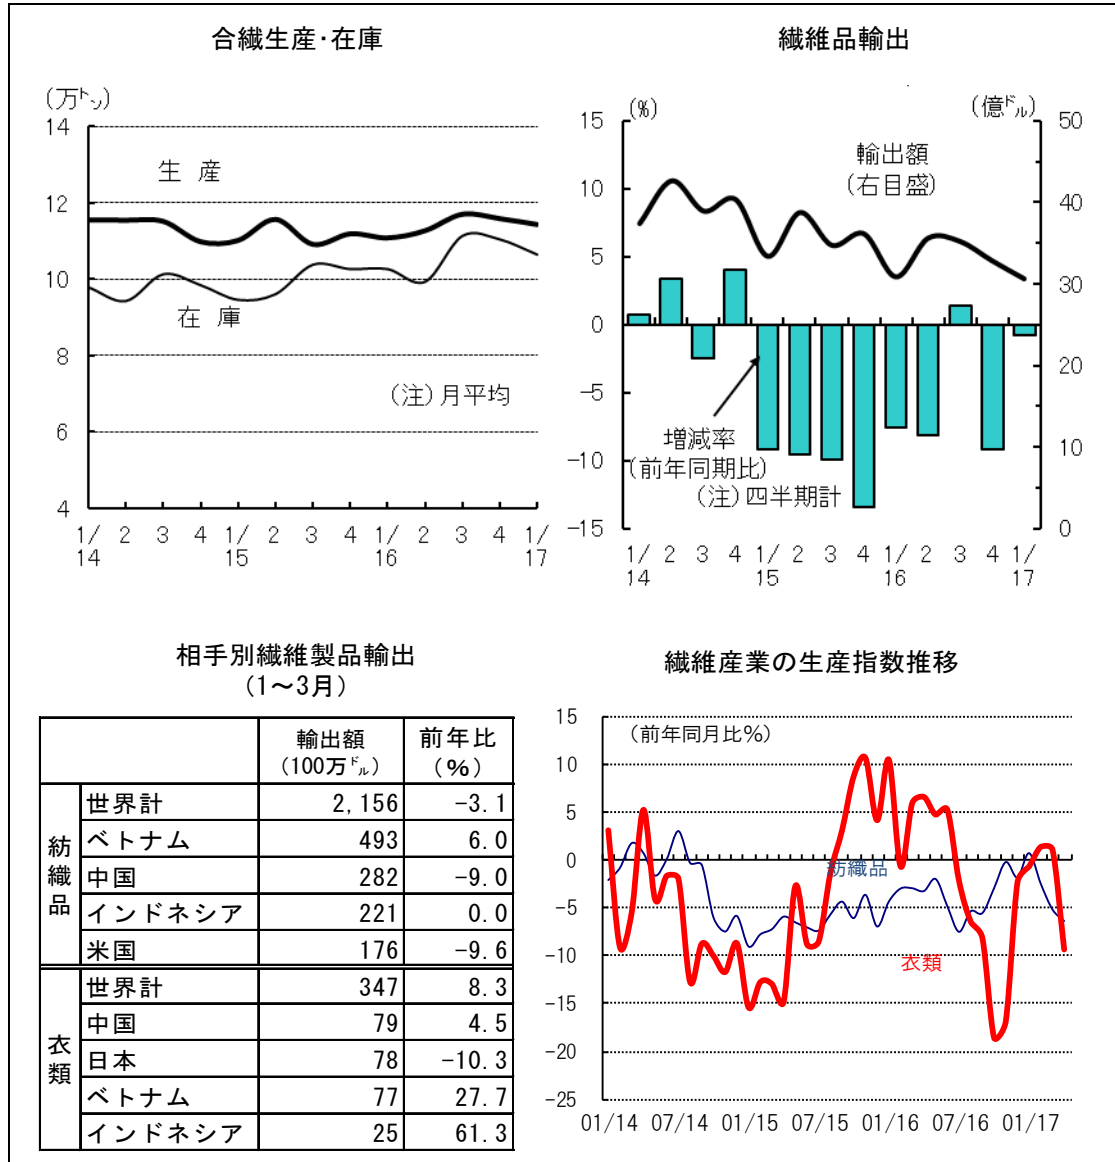 合繊生産･在庫
(万㌧)
14
12
10
8
6
4
生 産
在 庫
(注)月平均
1/14 2 3 4 1/15 2 3 4 1/16 2 3 4 1/17
繊維品輸出
(%)
(億㌦)
15
10
5
0
-5
-10
-15
50
40
30
20
10
0
輸出額
(右目盛)
増減率
(前年同期比)
(注)四半期計
1/14 2 3 4 1/15 2 3 4 1/16 2 3 4 1/17
相手別繊維製品輸出
(1～3月)
輸出額 前年比
(100万㌦) (%)
紡織品
世界計 2,156 -3.1
ベトナム 493 6.0
中国 282 -9.0
インドネシア 221 0.0
米国 176 -9.6
衣類
世界計 347 8.3
中国 79 4.5
日本 78 -10.3
ベトナム 77 27.7
インドネシア 25 61.3
繊維産業の生産指数推移
(前年同月比%)
15
10
5
0
-5
-10
-15
-20
-25
紡織品
衣類
01/14 07/14 01/15 07/15 01/16 07/16 01/17